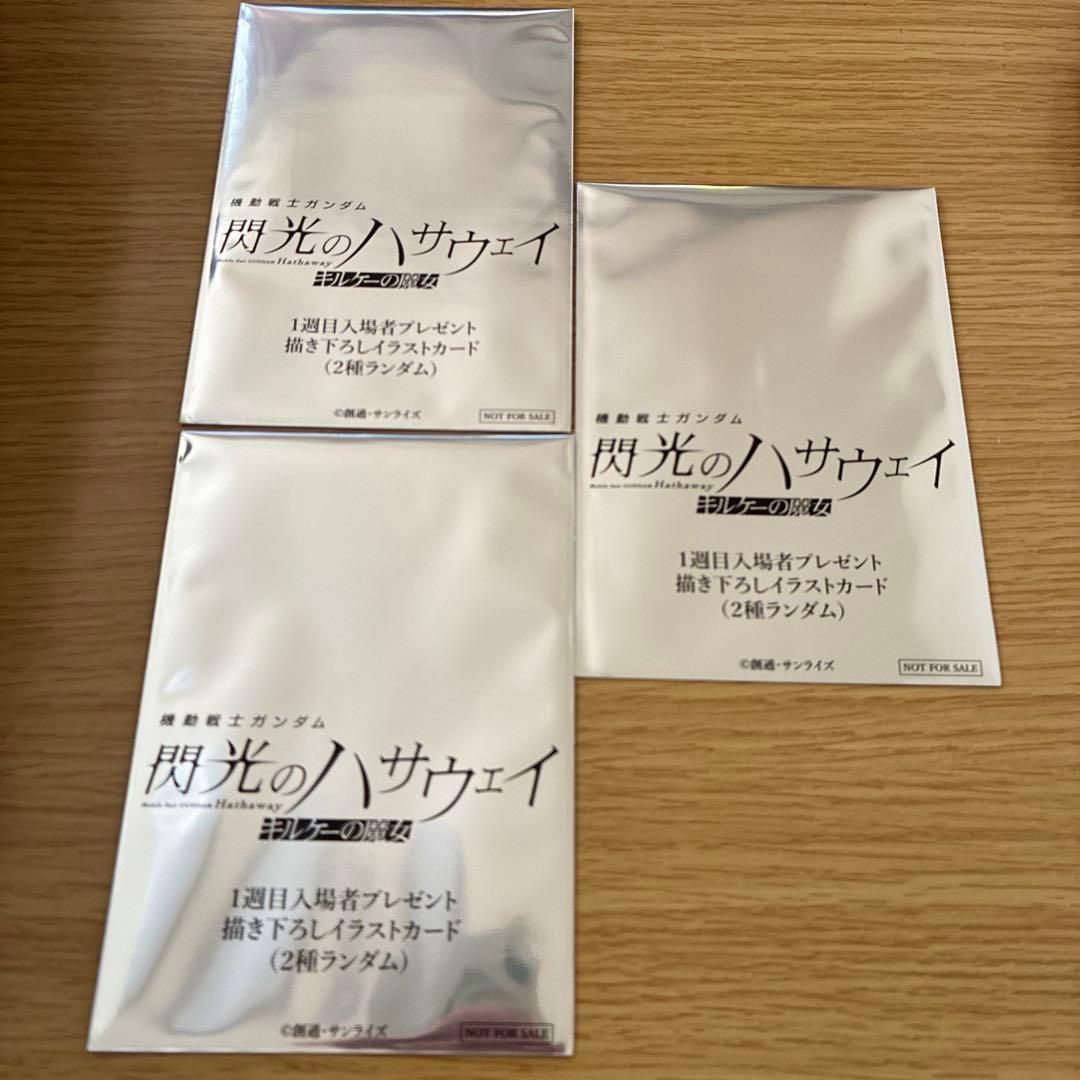 機動戦士ガンダム
閃光のハサウェイ
Mobile Suit GUNDAM Hathaway
キルケーの魔女
1週目入場者プレゼント
描き下ろしイラストカード
(2種ランダム)
©創通・サンライズ
NOT FOR SALE
機動戦士ガンダム
閃光のハサウェイ
Mobile Suit GUNDAM Hathaway
キルケーの魔女
1週目入場者プレゼント
描き下ろしイラストカード
(2種ランダム)
©創通・サンライズ
NOT FOR SALE
機動戦士ガンダム
閃光のハサウェイ
Mobile Suit GUNDAM Hathaway
キルケーの魔女
1週目入場者プレゼント
描き下ろしイラストカード
(2種ランダム)
©創通・サンライズ
NOT FOR SALE